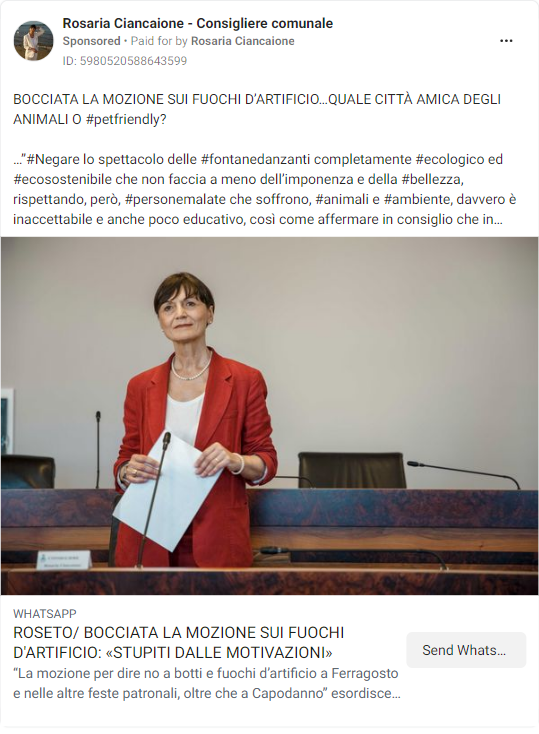 Rosaria Ciancaione - Consigliere comunale
Sponsored • Paid for by Rosaria Ciancaione
ID: 5980520588643599
BOCCIATA LA MOZIONE SUI FUOCHI D'ARTIFICIO...QUALE CITTÀ AMICA DEGLI
ANIMALI O #petfriendly?
..."#Negare lo spettacolo delle #fontanedanzanti completamente #ecologico ed
#ecosostenibile che non faccia a meno dell'imponenza e della #bellezza,
rispettando, però, #personemalate che soffrono, #animali e #ambiente, davvero è
inaccettabile e anche poco educativo, così come affermare in consiglio che in...
WHATSAPP
ROSETO/ BOCCIATA LA MOZIONE SUI FUOCHI
D'ARTIFICIO: «STUPITI DALLE MOTIVAZIONI»
"La mozione per dire no a botti e fuochi d'artificio a Ferragosto
e nelle altre feste patronali, oltre che a Capodanno" esordisce...
Send Whats...